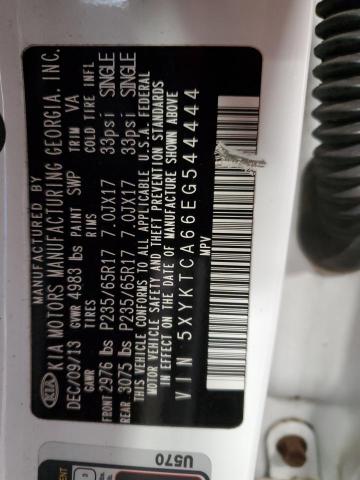 KIA KIA MOTORS MANUFACTURING GEORGIA, INC.
DEC/09/13 GVWR 4983 lbs PAINT SWP TRIM VA
GAWR RIMS COLD TIRE INFL
FRONT 2976 lbs P235/65R17 7.0JX17 33psi SINGLE
REAR 3075 lbs P235/65R17 7.0JX17 33psi SINGLE
THIS VEHICLE CONFORMS TO ALL APPLICABLE U.S.A. FEDERAL
MOTOR VEHICLE SAFETY AND THEFT PREVENTION STANDARDS
IN EFFECT ON THE DATE OF MANUFACTURE SHOWN ABOVE
VIN 5XYKTCA66EG544444
MPV
U570